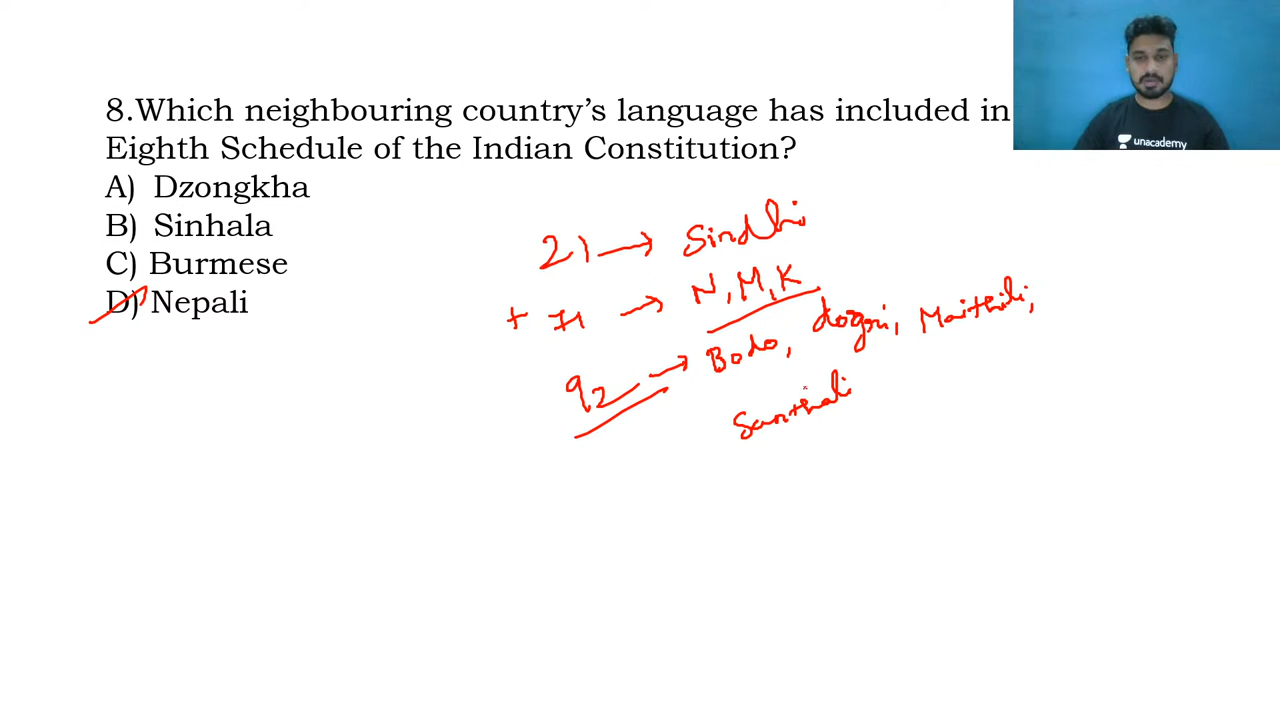 8.Which neighbouring country's language has included in
Eighth Schedule of the Indian Constitution?
A) Dzongkha
B) Sinhala
C) Burmese
D) Nepali
21 → Sindhi
+ 71 → N, M, K
92 → Bodo, dogri, Maithili,
Santhali
unacademy